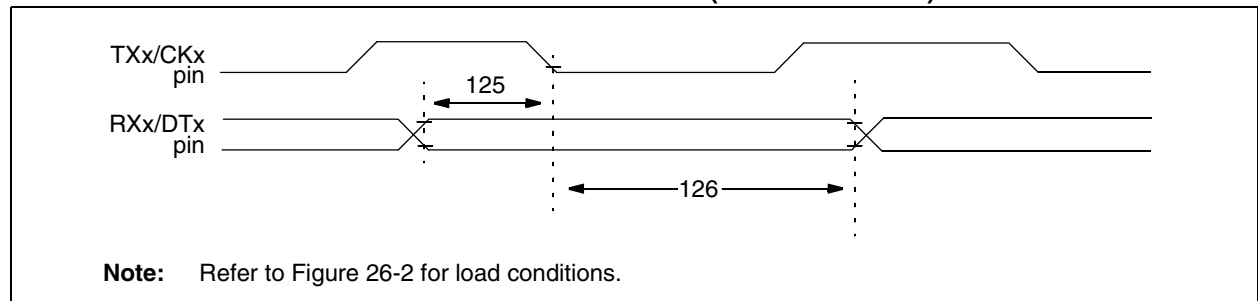 TXx/CKx
pin
125
RXx/DTx
pin
126
Note: Refer to Figure 26-2 for load conditions.